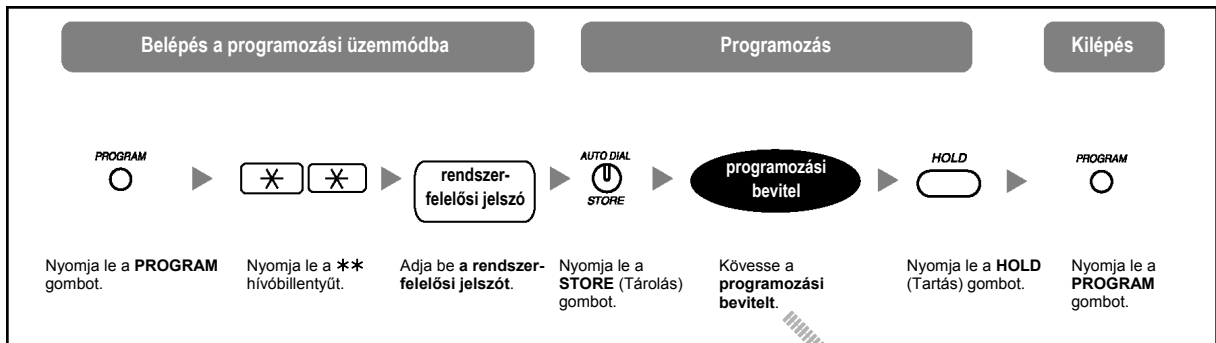 Belépés a programozási üzemmódba
Programozás
Kilépés
PROGRAM
rendszer-
felelősi jelszó
AUTO DIAL
STORE
programozási
bevitel
HOLD
PROGRAM
Nyomja le a PROGRAM
gombot.
Nyomja le a ✱✱
hívóbillentyűt.
Adja be a rendszer-
felelősi jelszót.
Nyomja le a
STORE (Tárolás)
gombot.
Kövesse a
programozási
bevitelt.
Nyomja le a HOLD
(Tartás) gombot.
Nyomja le a
PROGRAM
gombot.